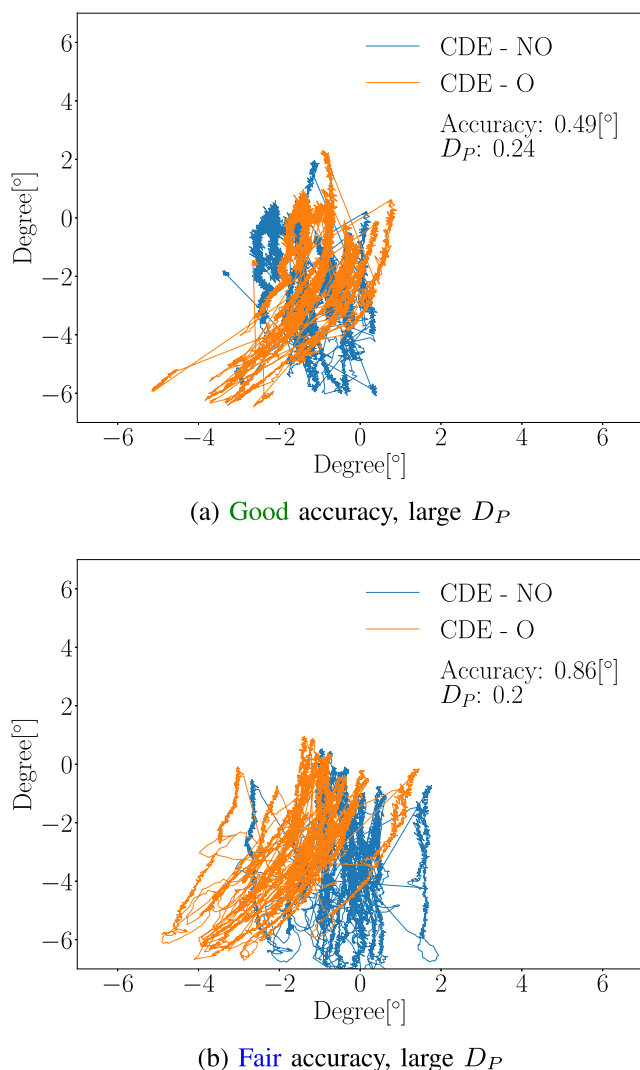 6
4
2
0
−2
−4
−6
Degree[°]
CDE - NO
CDE - O
Accuracy: 0.49[°]
D_P: 0.24
−6 −4 −2 0 2 4 6
Degree[°]
(a) Good accuracy, large D_P
6
4
2
0
−2
−4
−6
Degree[°]
CDE - NO
CDE - O
Accuracy: 0.86[°]
D_P: 0.2
−6 −4 −2 0 2 4 6
Degree[°]
(b) Fair accuracy, large D_P